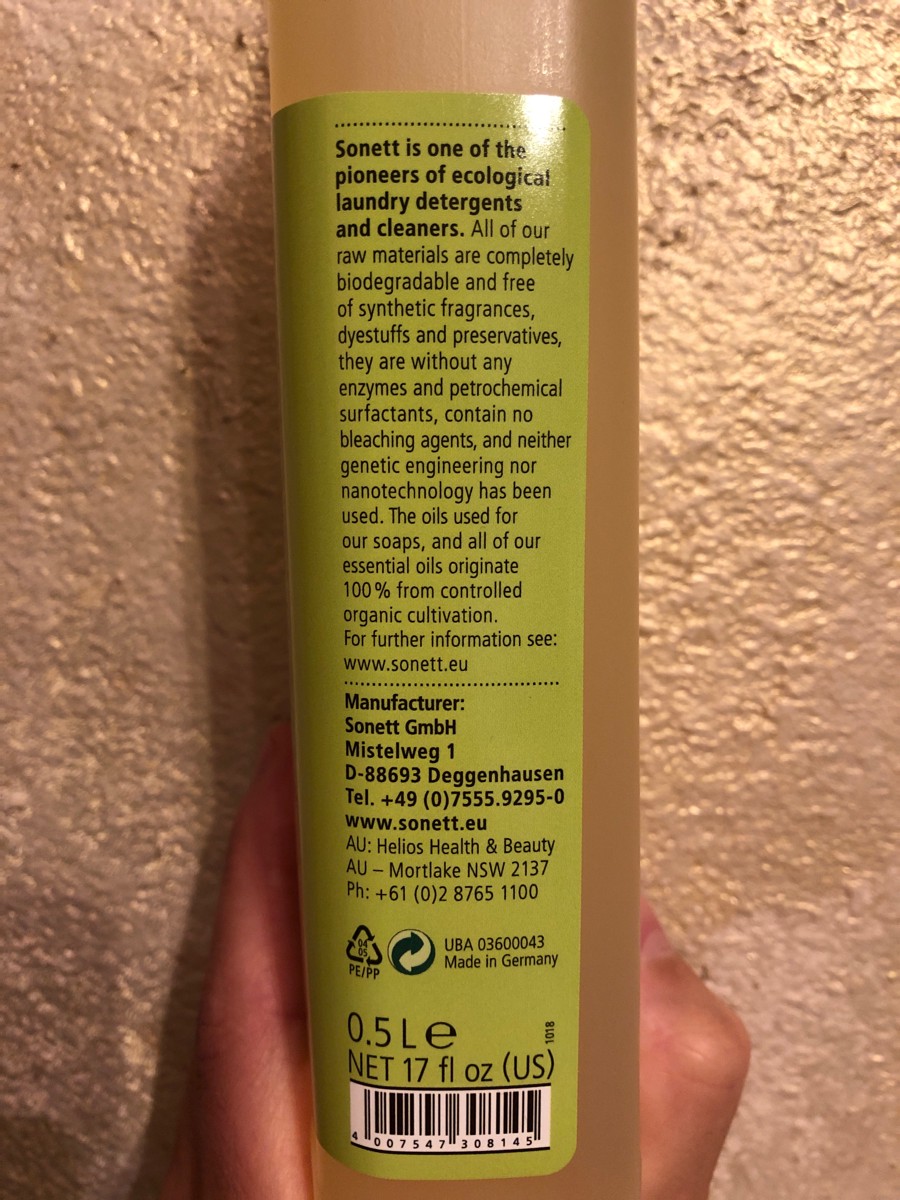 Sonett is one of the
pioneers of ecological
laundry detergents
and cleaners. All of our
raw materials are completely
biodegradable and free
of synthetic fragrances,
dyestuffs and preservatives,
they are without any
enzymes and petrochemical
surfactants, contain no
bleaching agents, and neither
genetic engineering nor
nanotechnology has been
used. The oils used for
our soaps, and all of our
essential oils originate
100 % from controlled
organic cultivation.
For further information see:
www.sonett.eu
Manufacturer:
Sonett GmbH
Mistelweg 1
D-88693 Deggenhausen
Tel. +49 (0)7555.9295-0
www.sonett.eu
AU: Helios Health & Beauty
AU – Mortlake NSW 2137
Ph: +61 (0)2 8765 1100
04
05
PE/PP
UBA 03600043
Made in Germany
0.5 L e
1018
NET 17 fl oz (US)
4 007547 308145